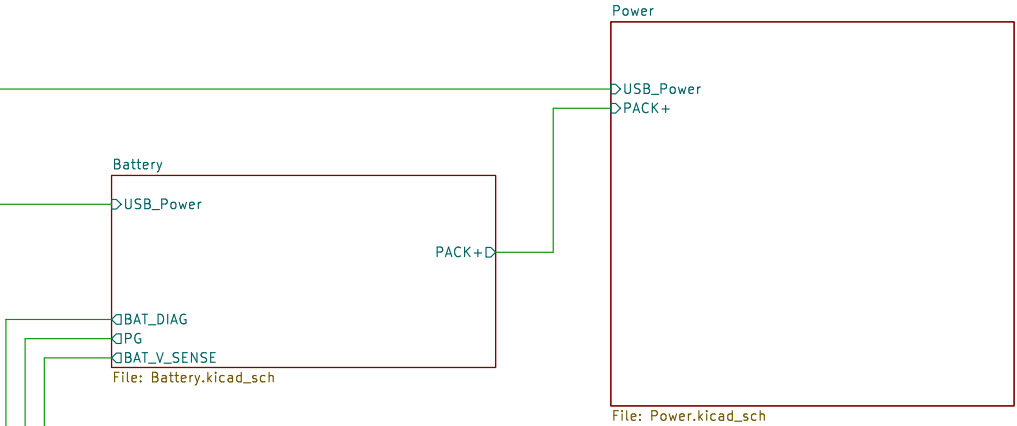 Power
USB_Power
PACK+
Battery
USB_Power
PACK+
BAT_DIAG
PG
BAT_V_SENSE
File: Battery.kicad_sch
File: Power.kicad_sch